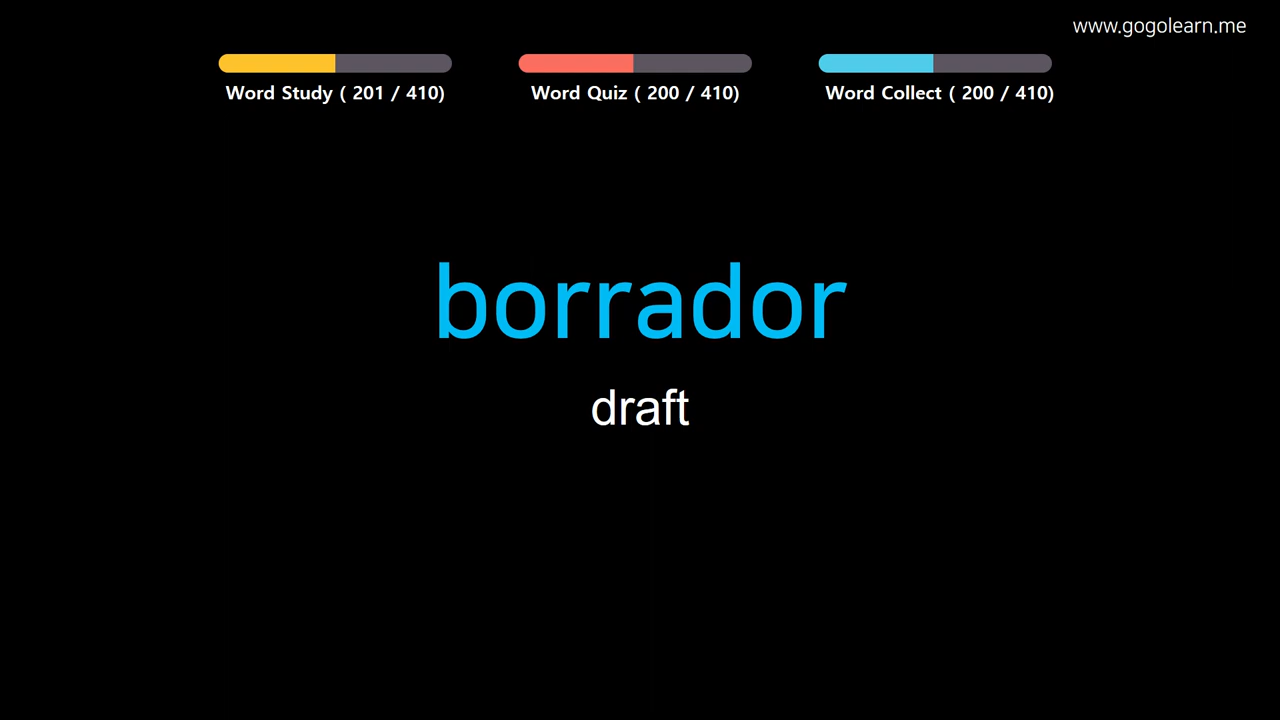 www.gogolearn.me
Word Study ( 201 / 410)
Word Quiz ( 200 / 410)
Word Collect ( 200 / 410)
borrador
draft